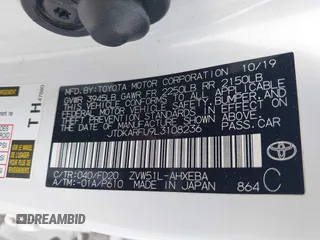 MFD.BY:TOYOTA MOTOR CORPORATION 10/19
GVWR 3945LB GAWR FR 2250LB RR 2150LB
THIS VEHICLE CONFORMS TO ALL APPLICABLE
FEDERAL MOTOR VEHICLE SAFETY, BUMPER, AND
THEFT PREVENTION STANDARDS IN EFFECT ON
THE DATE OF MANUFACTURE SHOWN ABOVE.
JTDKARFU9L3108236
PASS. CAR
C/TR:040/FD20 ZVW51L-AHXEBA C
A/TM:-01A/P610 MADE IN JAPAN 864
TOYOTA
TH
DREAMBID